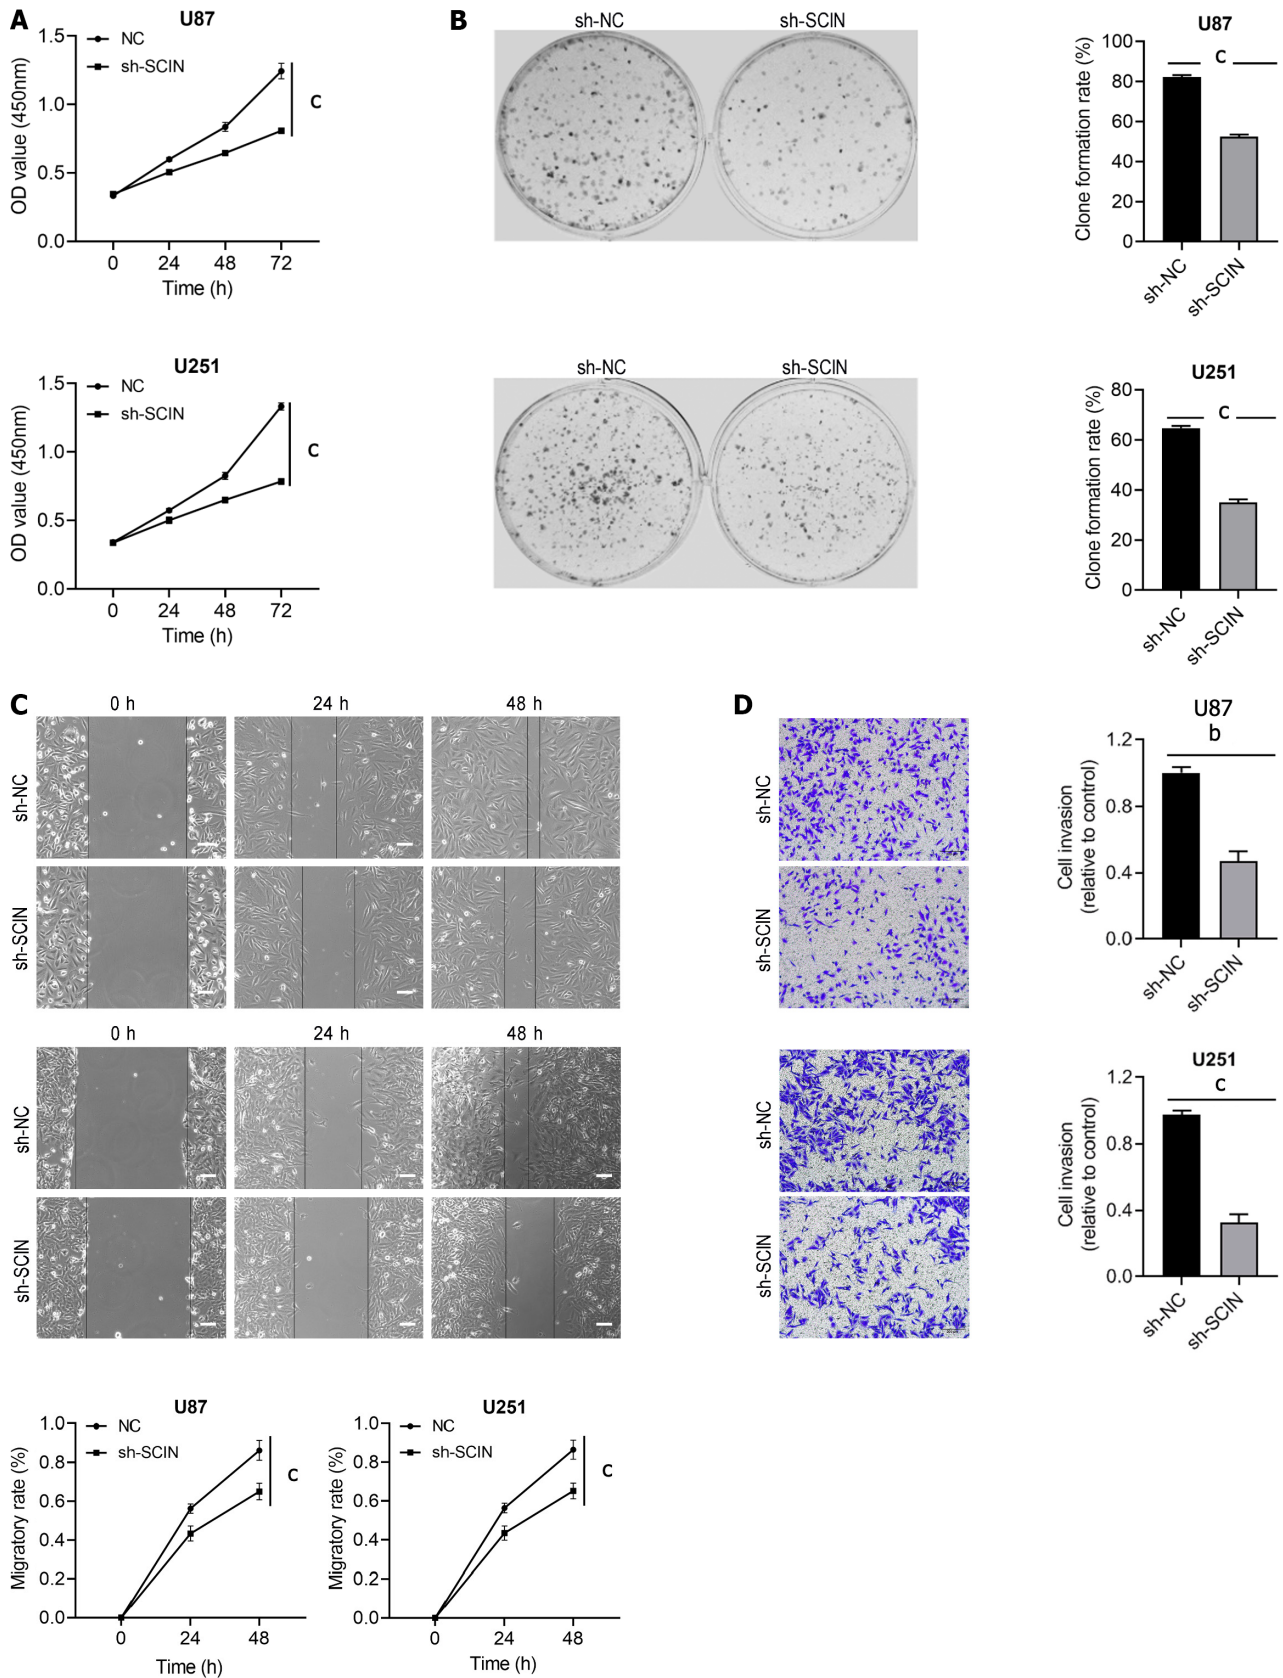 A
U87
NC
sh-SCIN
1.5
1.0
0.5
0.0
OD value (450nm)
C
0 24 48 72
Time (h)
B
sh-NC sh-SCIN
U87
Clone formation rate (%)
100
80
60
40
20
0
C
sh-NC
sh-SCIN
U251
NC
sh-SCIN
1.5
1.0
0.5
0.0
OD value (450nm)
C
0 24 48 72
Time (h)
sh-NC sh-SCIN
U251
Clone formation rate (%)
80
60
40
20
0
C
sh-NC
sh-SCIN
C
0 h 24 h 48 h
sh-NC
sh-SCIN
0 h 24 h 48 h
sh-NC
sh-SCIN
U87
NC
sh-SCIN
1.0
0.8
0.6
0.4
0.2
0.0
Migratory rate (%)
C
0 24 48
Time (h)
U251
NC
sh-SCIN
1.0
0.8
0.6
0.4
0.2
0.0
Migratory rate (%)
C
0 24 48
Time (h)
D
sh-NC
sh-SCIN
U87
b
1.2
0.8
0.4
0.0
Cell invasion
(relative to control)
sh-NC
sh-SCIN
sh-NC
sh-SCIN
U251
c
1.2
0.8
0.4
0.0
Cell invasion
(relative to control)
sh-NC
sh-SCIN